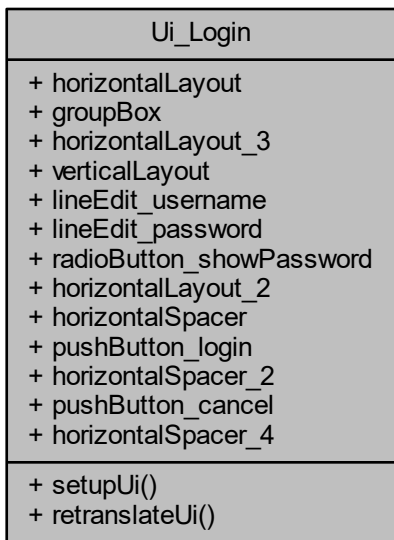 Ui_Login
+ horizontalLayout
+ groupBox
+ horizontalLayout_3
+ verticalLayout
+ lineEdit_username
+ lineEdit_password
+ radioButton_showPassword
+ horizontalLayout_2
+ horizontalSpacer
+ pushButton_login
+ horizontalSpacer_2
+ pushButton_cancel
+ horizontalSpacer_4
+ setupUi()
+ retranslateUi()